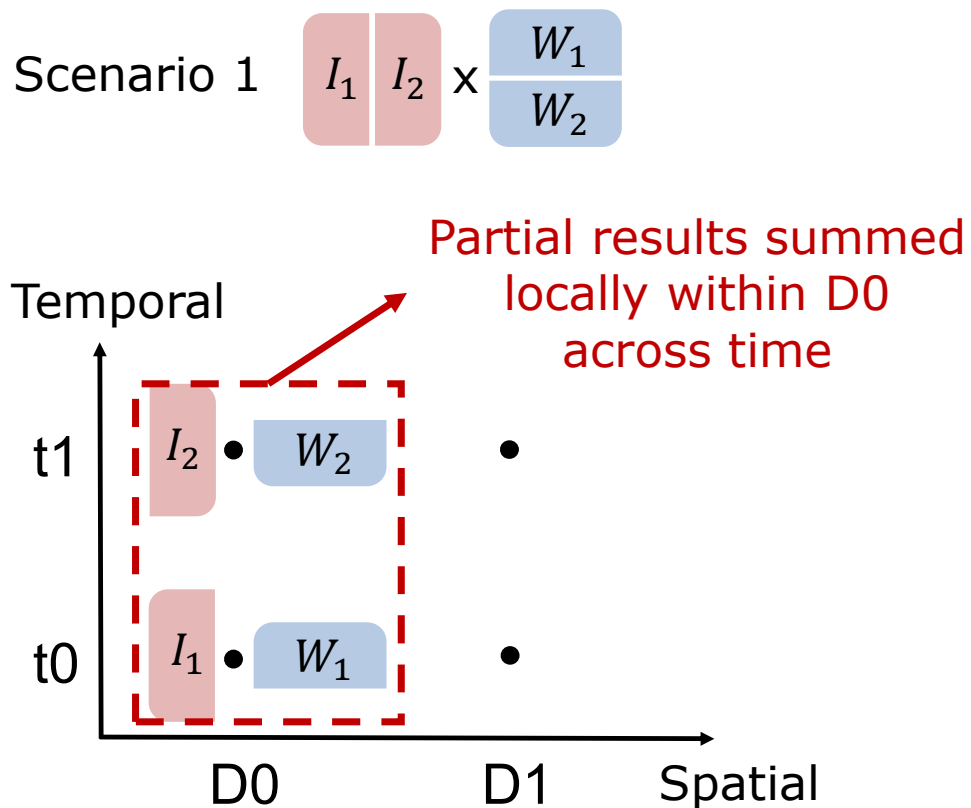 Scenario 1 I₁ I₂ x W₁
W₂
Partial results summed
locally within D0
across time
Temporal
t1 I₂ W₂
t0 I₁ W₁
D0 D1 Spatial